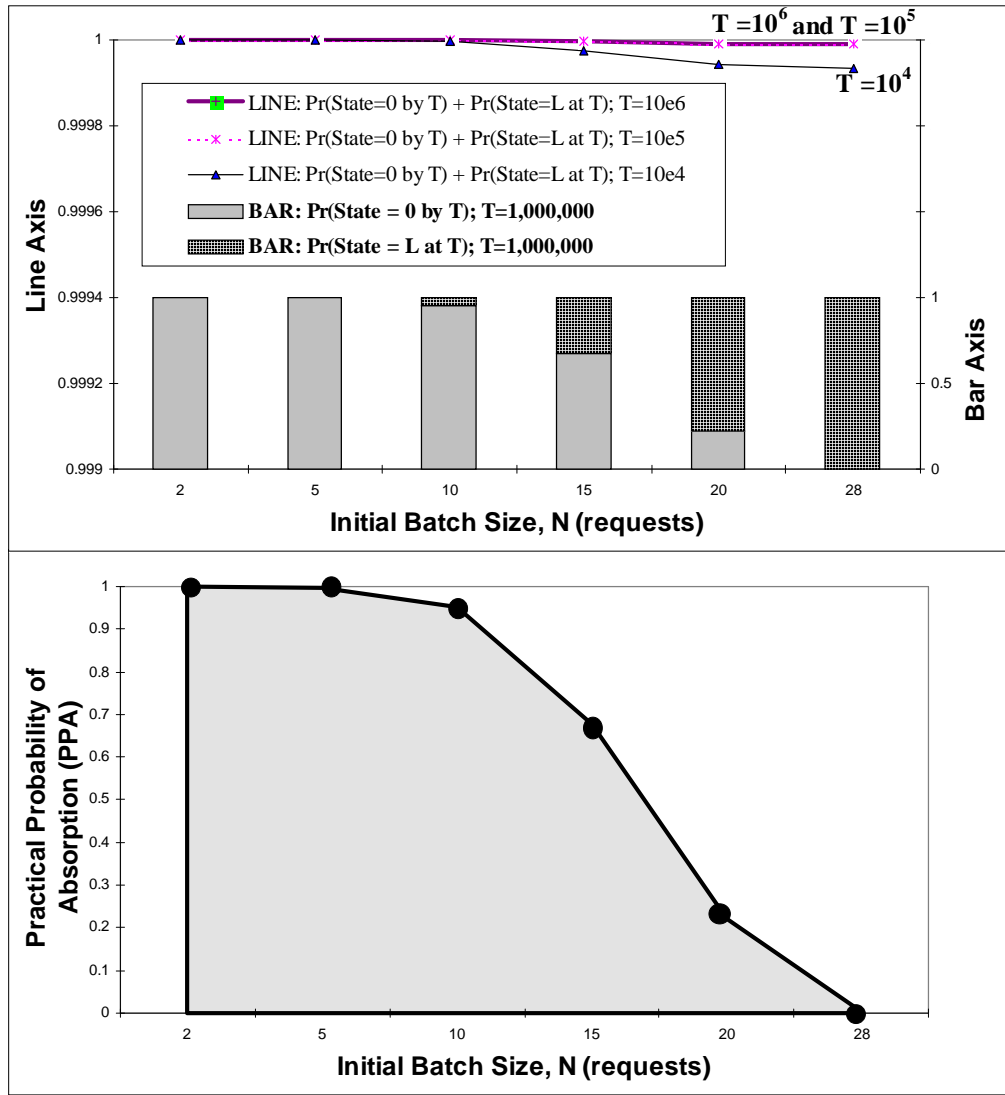 T = 10^6 and T = 10^5
T = 10^4
LINE: Pr(State=0 by T) + Pr(State=L at T); T=10e6
LINE: Pr(State=0 by T) + Pr(State=L at T); T=10e5
LINE: Pr(State=0 by T) + Pr(State=L at T); T=10e4
BAR: Pr(State = 0 by T); T=1,000,000
BAR: Pr(State = L at T); T=1,000,000
Line Axis
1
0.9998
0.9996
0.9994
0.9992
0.999
Bar Axis
1
0.5
0
2 5 10 15 20 28
Initial Batch Size, N (requests)
Practical Probability of
Absorption (PPA)
1
0.9
0.8
0.7
0.6
0.5
0.4
0.3
0.2
0.1
0
2 5 10 15 20 28
Initial Batch Size, N (requests)